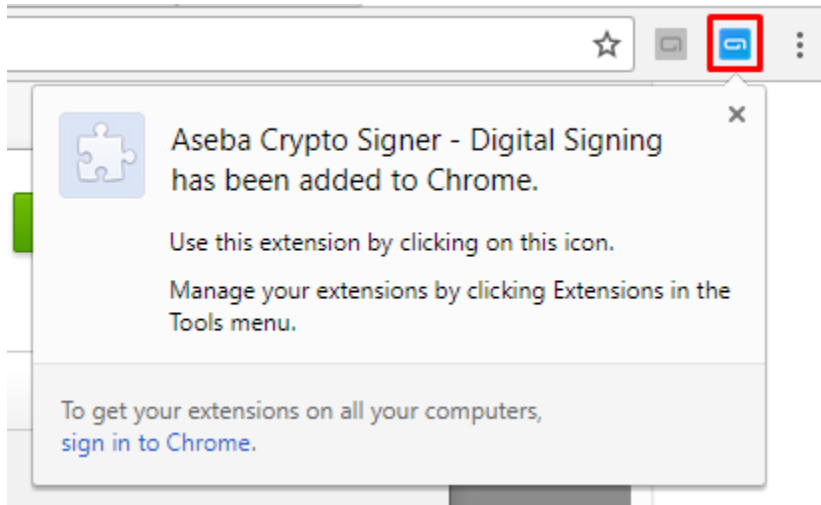 Aseba Crypto Signer - Digital Signing
has been added to Chrome.
Use this extension by clicking on this icon.
Manage your extensions by clicking Extensions in the
Tools menu.
To get your extensions on all your computers,
sign in to Chrome.